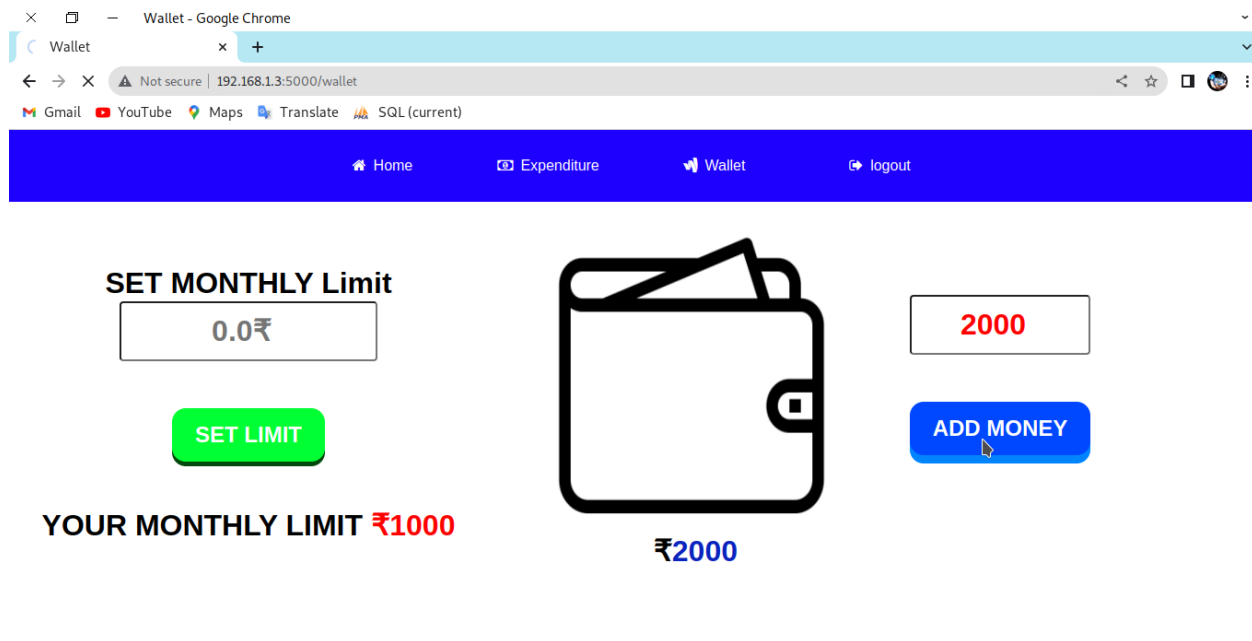 Wallet - Google Chrome
Wallet
Not secure 192.168.1.3:5000/wallet
Gmail YouTube Maps Translate SQL (current)
Home Expenditure Wallet logout
SET MONTHLY Limit
0.0₹
SET LIMIT
YOUR MONTHLY LIMIT ₹1000
₹2000
2000
ADD MONEY